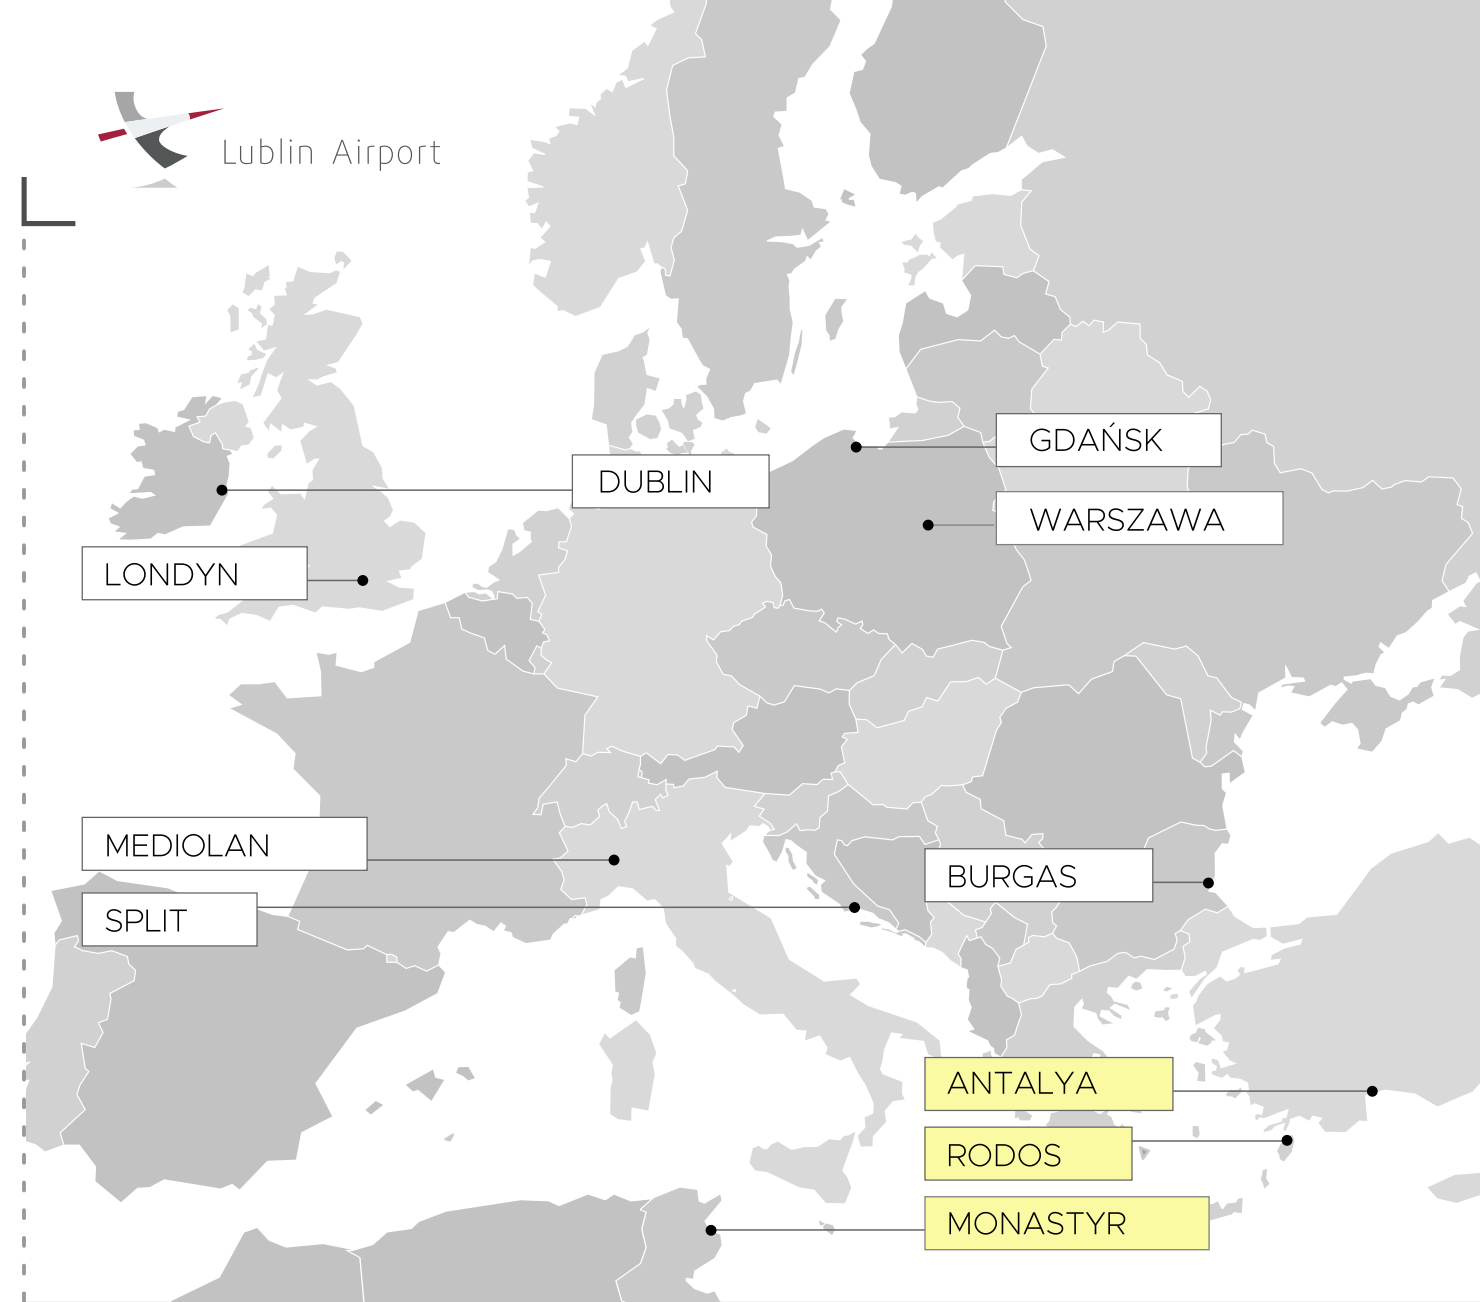 Lublin Airport
GDAŃSK
DUBLIN
WARSZAWA
LONDYN
MEDIOLAN
BURGAS
SPLIT
ANTALYA
RODOS
MONASTYR